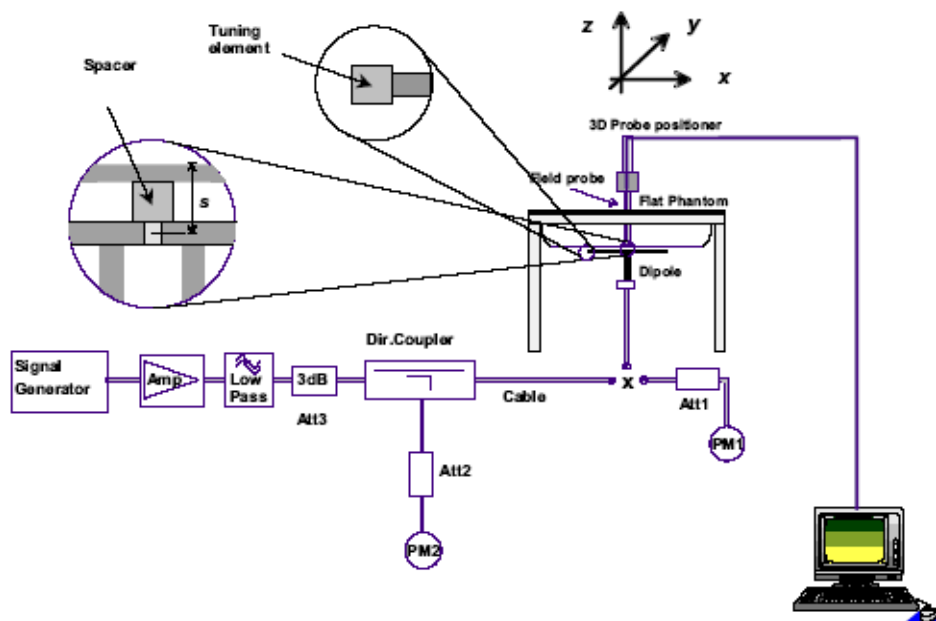 Tuning
element
Spacer
z
y
x
3D Probe positioner
Field probe
Flat Phantom
s
Dipole
Dir.Coupler
Signal
Generator
Amp
Low
Pass
3dB
Att3
Cable
x
Att1
PM1
Att2
PM2